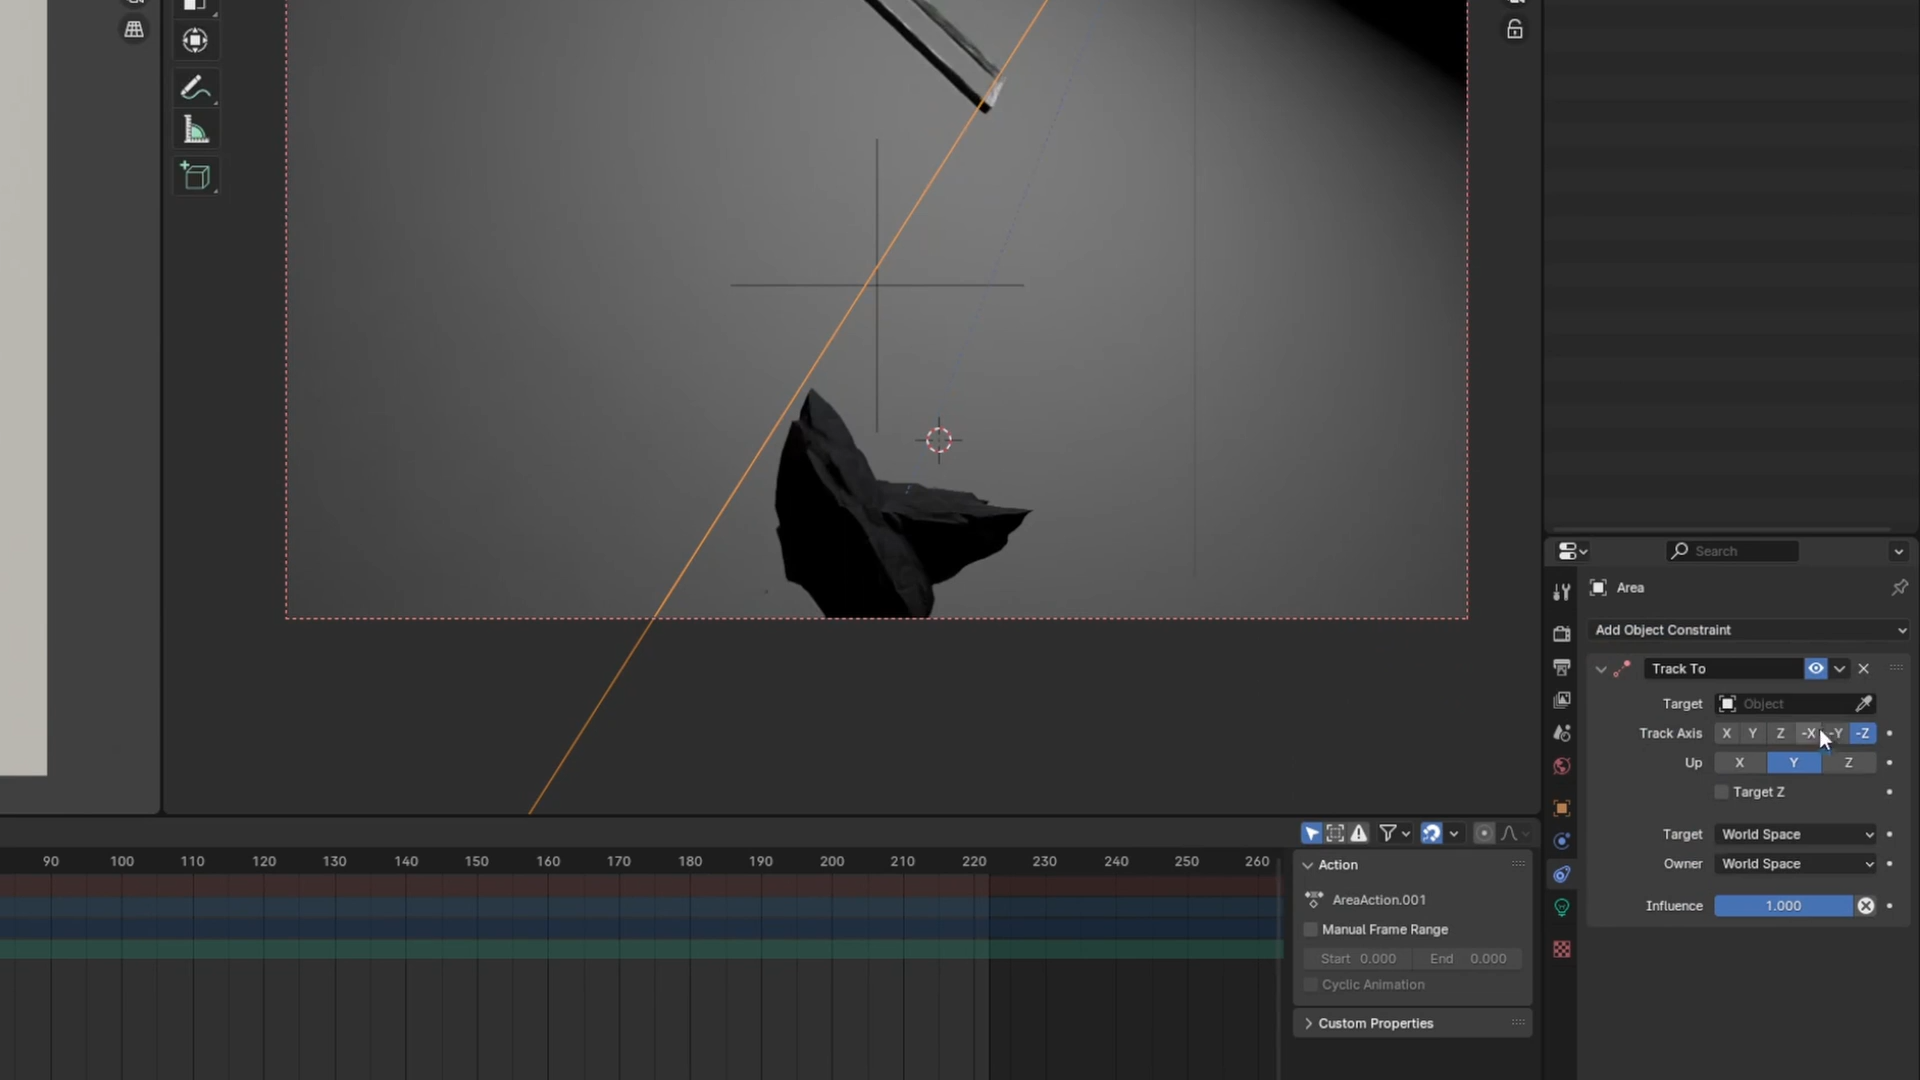 Search
Area
Add Object Constraint
Track To
Target Object
Track Axis X Y Z -X -Y -Z
Up X Y Z
Target Z
Target World Space
Owner World Space
Influence 1.000
90 100 110 120 130 140 150 160 170 180 190 200 210 220 230 240 250 260
Action
AreaAction.001
Manual Frame Range
Start 0.000 End 0.000
Cyclic Animation
Custom Properties